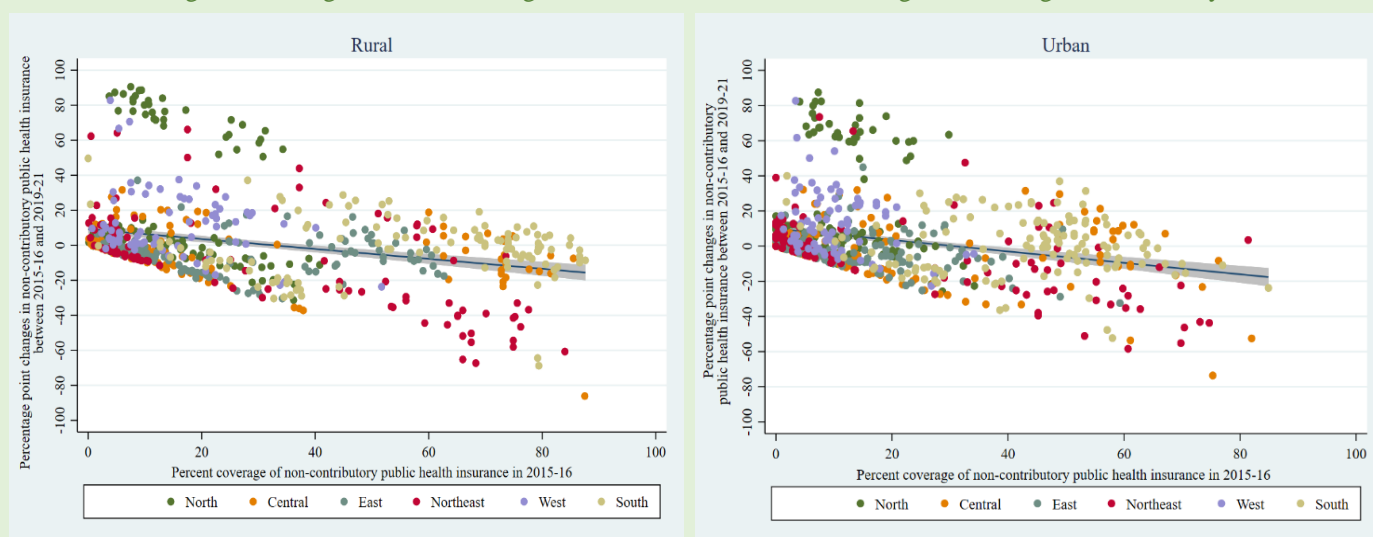 Rural
Percentage point changes in non-contributory public health insurance
between 2015-16 and 2019-21
100
80
60
40
20
0
-20
-40
-60
-80
-100
0 20 40 60 80 100
Percent coverage of non-contributory public health insurance in 2015-16
North Central East Northeast West South
Urban
Percentage point changes in non-contributory
public health insurance between 2015-16 and 2019-21
100
80
60
40
20
0
-20
-40
-60
-80
-100
0 20 40 60 80 100
Percent coverage of non-contributory public health insurance in 2015-16
North Central East Northeast West South